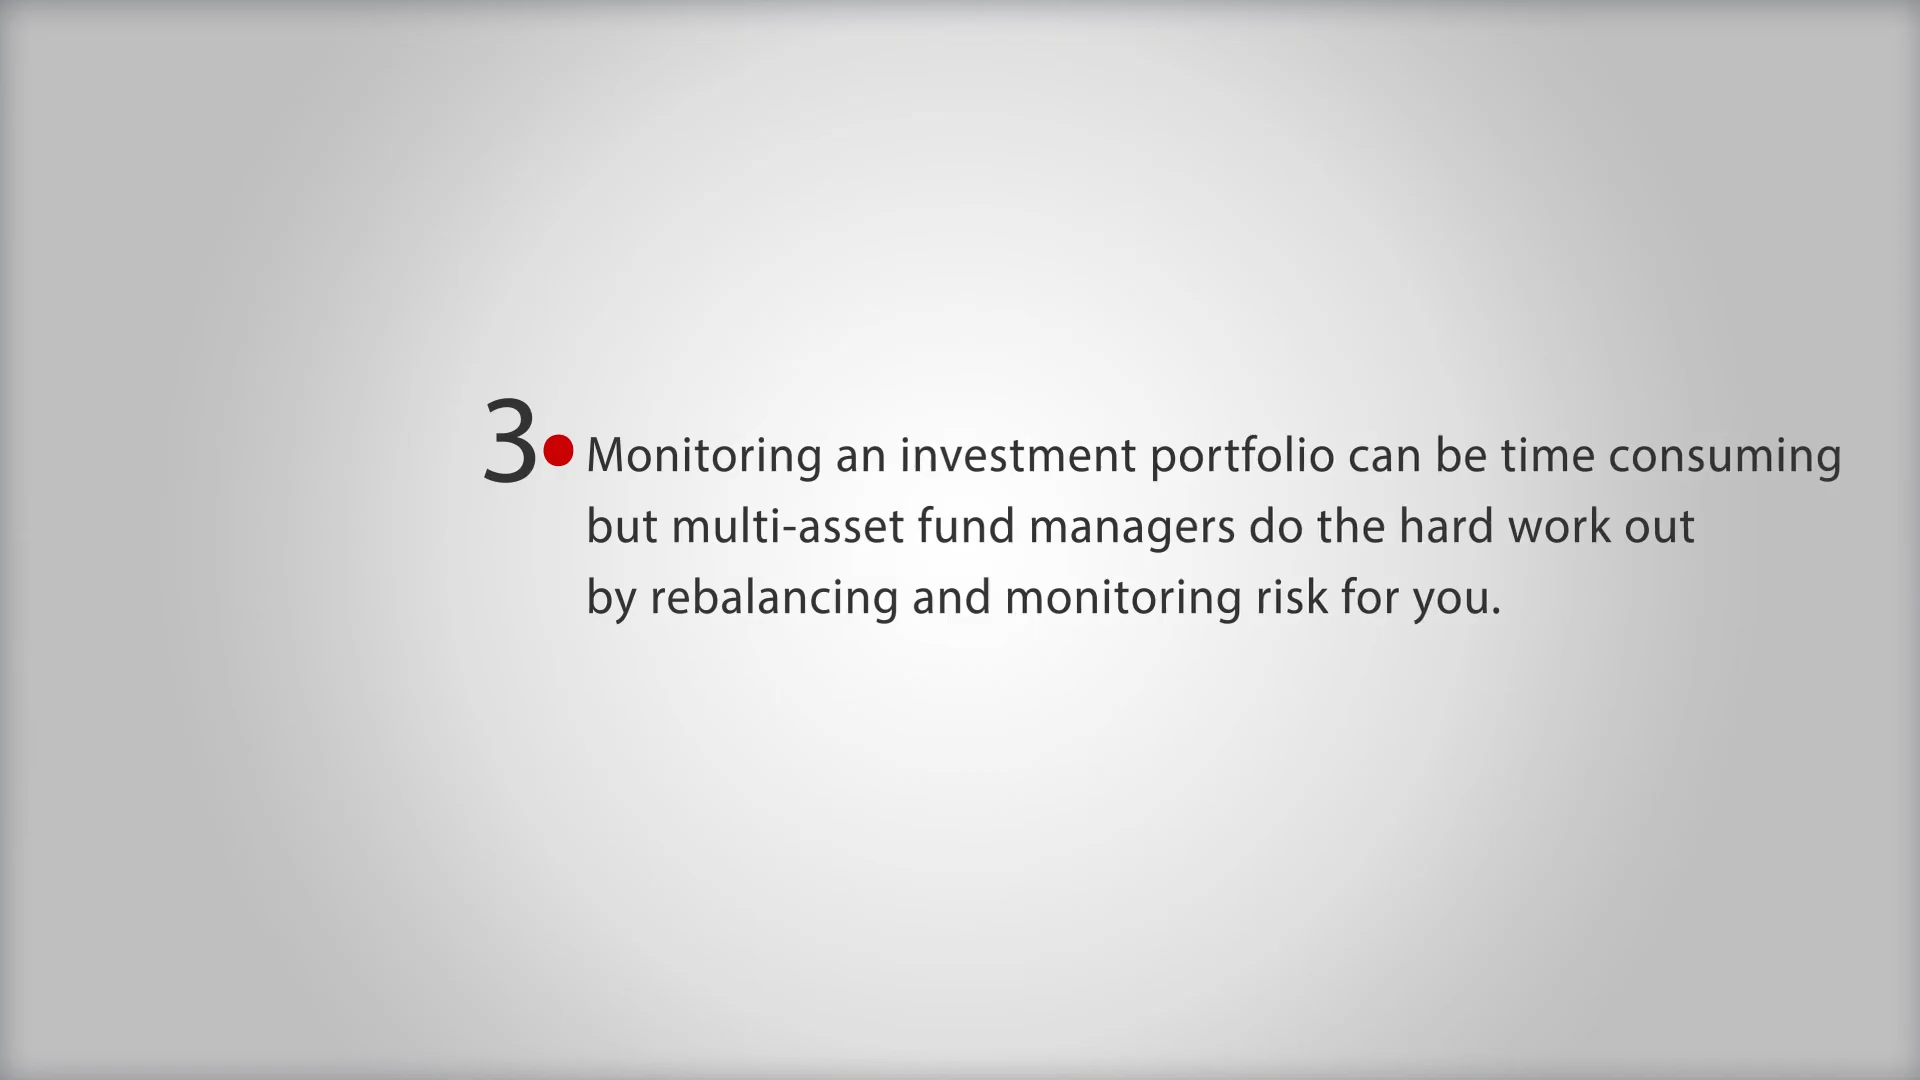 3• Monitoring an investment portfolio can be time consuming
but multi-asset fund managers do the hard work out
by rebalancing and monitoring risk for you.